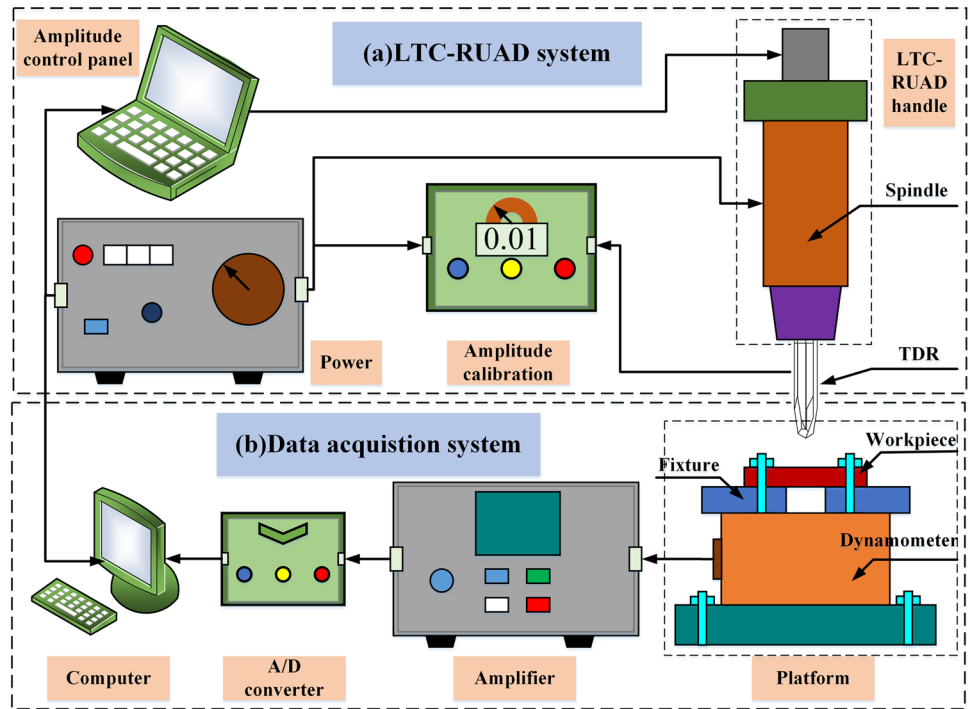 Amplitude
control panel
(a)LTC-RUAD system
LTC-
RUAD
handle
Spindle
0.01
Power
Amplitude
calibration
TDR
(b)Data acquistion system
Workpiece
Fixture
Dynamometer
Computer
A/D
converter
Amplifier
Platform